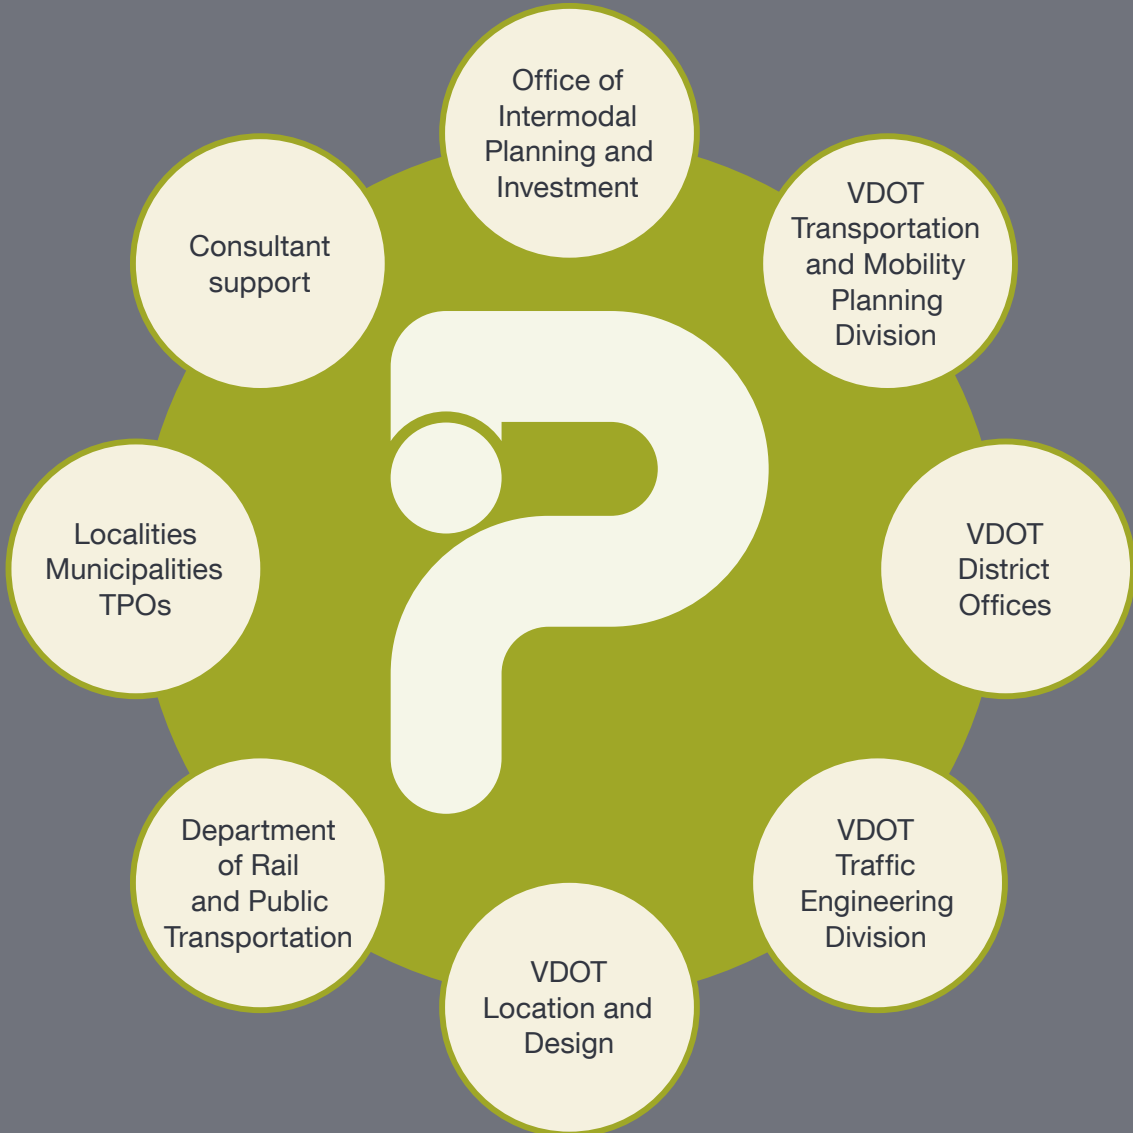 Office of
Intermodal
Planning and
Investment
VDOT
Transportation
and Mobility
Planning
Division
VDOT
District
Offices
VDOT
Traffic
Engineering
Division
VDOT
Location and
Design
Department
of Rail
and Public
Transportation
Localities
Municipalities
TPOs
Consultant
support